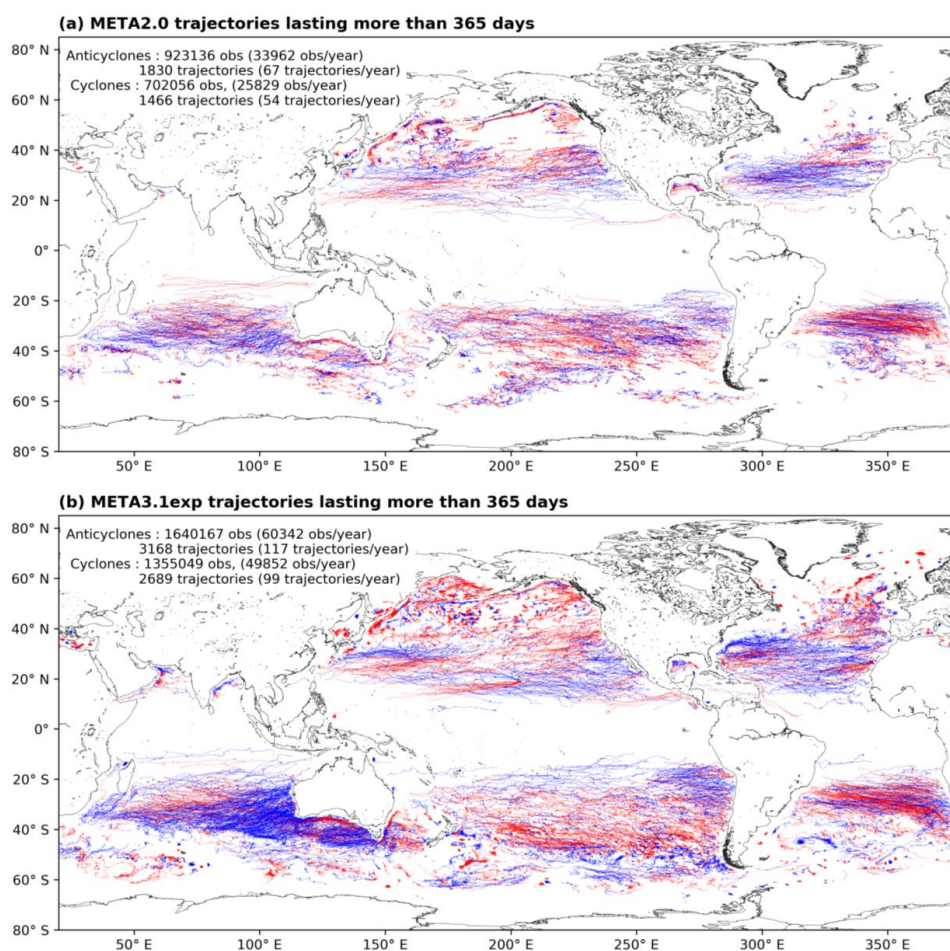 (a) META2.0 trajectories lasting more than 365 days
80° N
Anticyclones : 923136 obs (33962 obs/year)
1830 trajectories (67 trajectories/year)
Cyclones : 702056 obs, (25829 obs/year)
1466 trajectories (54 trajectories/year)
60° N
40° N
20° N
0°
20° S
40° S
60° S
80° S
50° E 100° E 150° E 200° E 250° E 300° E 350° E
(b) META3.1exp trajectories lasting more than 365 days
80° N
Anticyclones : 1640167 obs (60342 obs/year)
3168 trajectories (117 trajectories/year)
Cyclones : 1355049 obs, (49852 obs/year)
2689 trajectories (99 trajectories/year)
60° N
40° N
20° N
0°
20° S
40° S
60° S
80° S
50° E 100° E 150° E 200° E 250° E 300° E 350° E